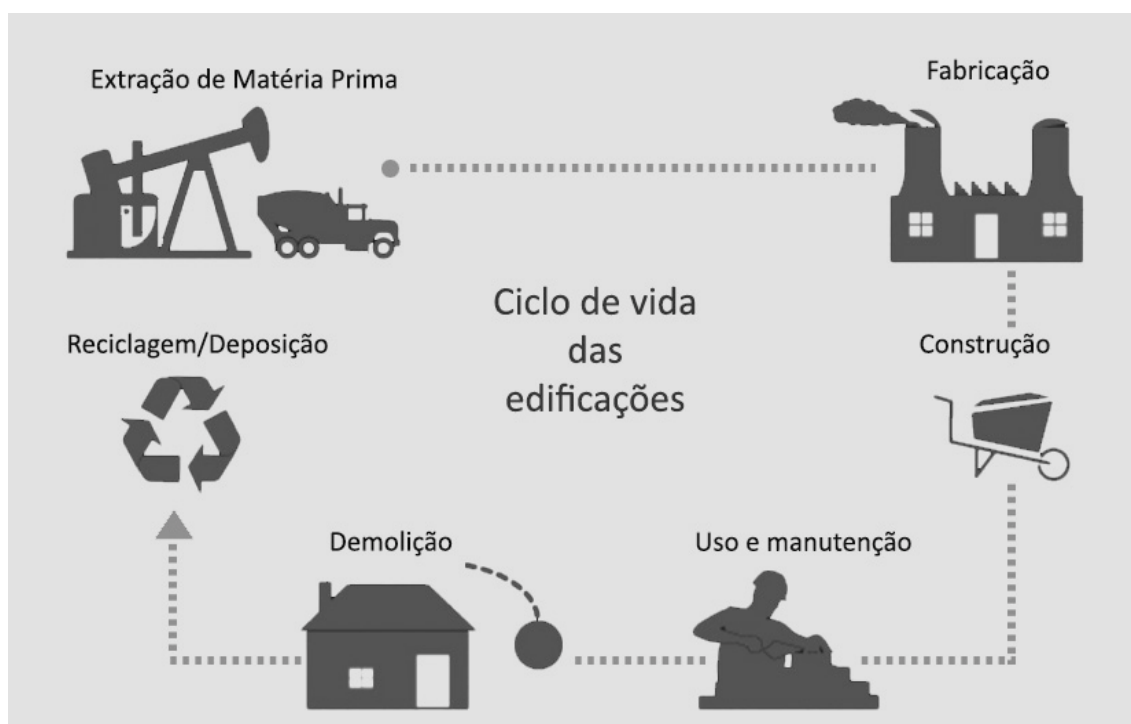 Extração de Matéria Prima
Fabricação
Ciclo de vida
das
edificações
Reciclagem/Deposição
Construção
Demolição
Uso e manutenção